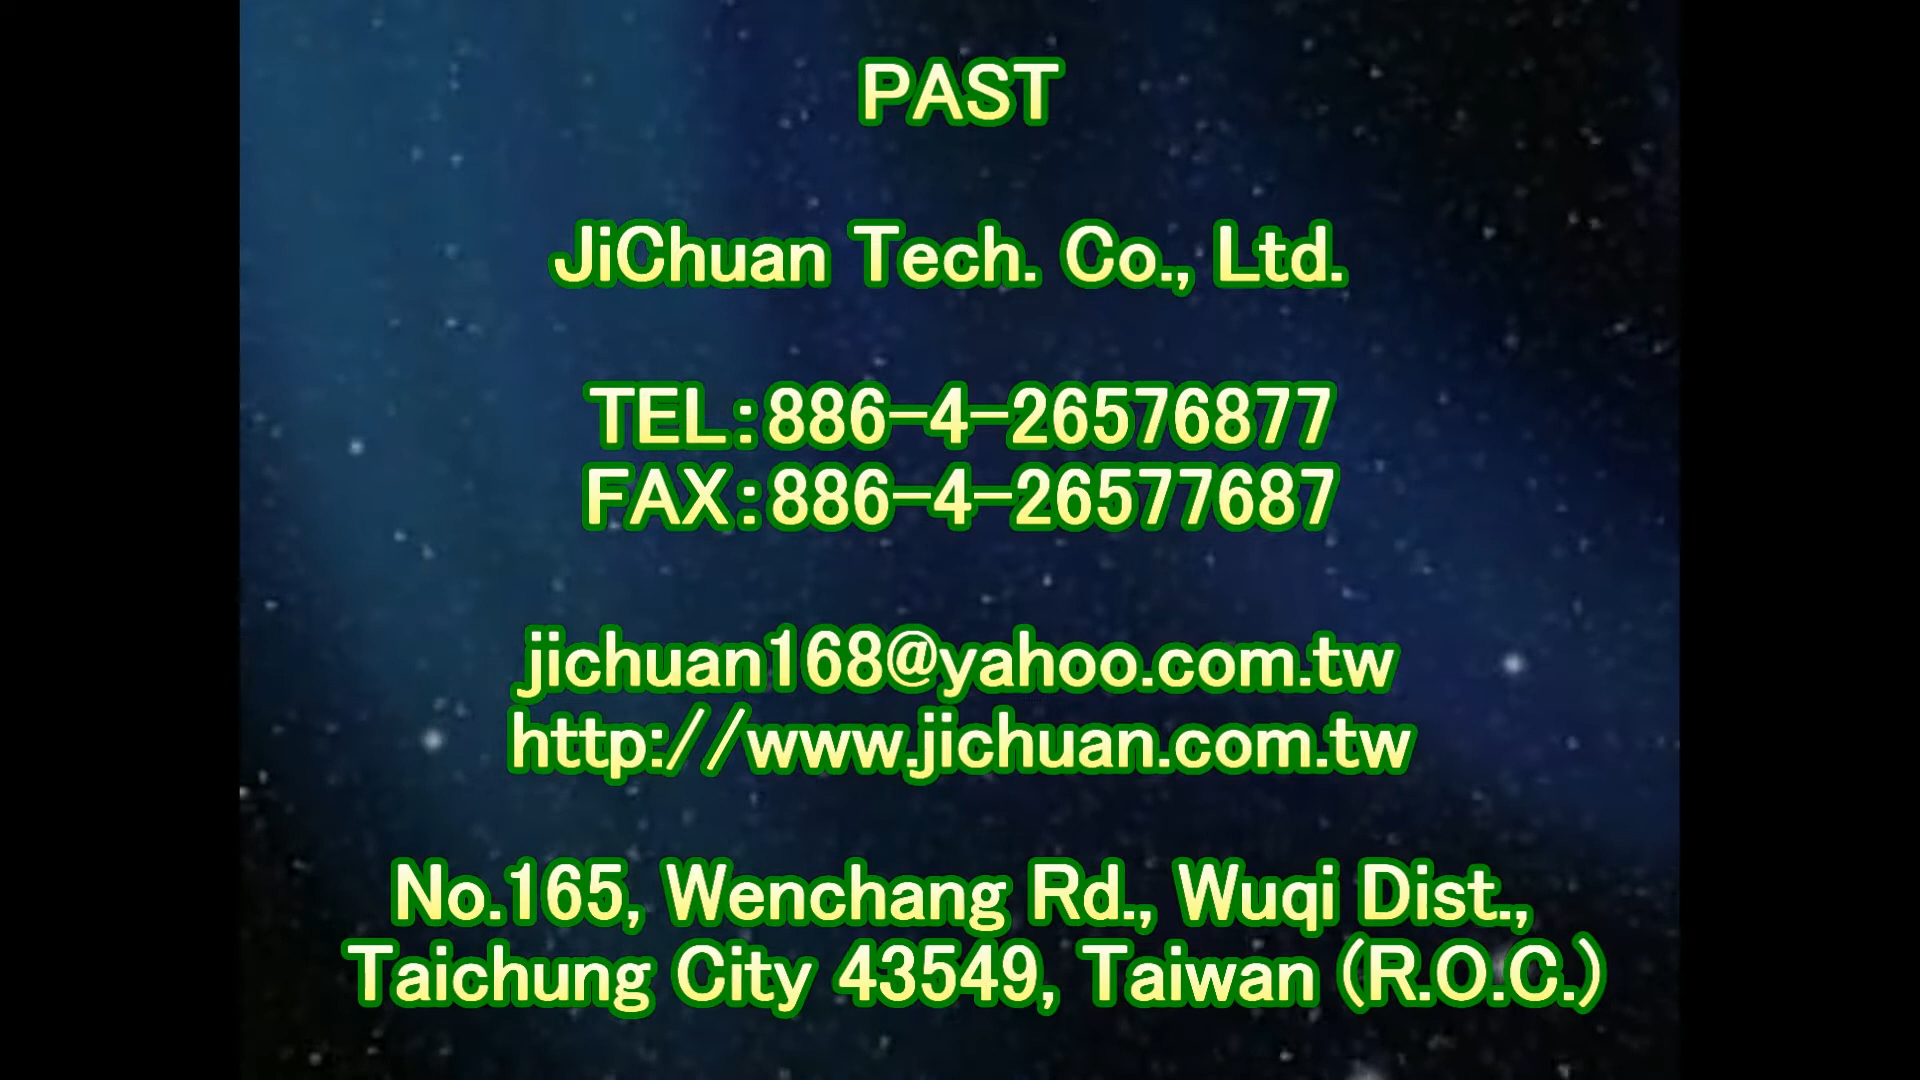 PAST
JiChuan Tech. Co., Ltd.
TEL:886-4-26576877
FAX:886-4-26577687
jichuan168@yahoo.com.tw
http://www.jichuan.com.tw
No.165, Wenchang Rd., Wuqi Dist.,
Taichung City 43549, Taiwan (R.O.C.)